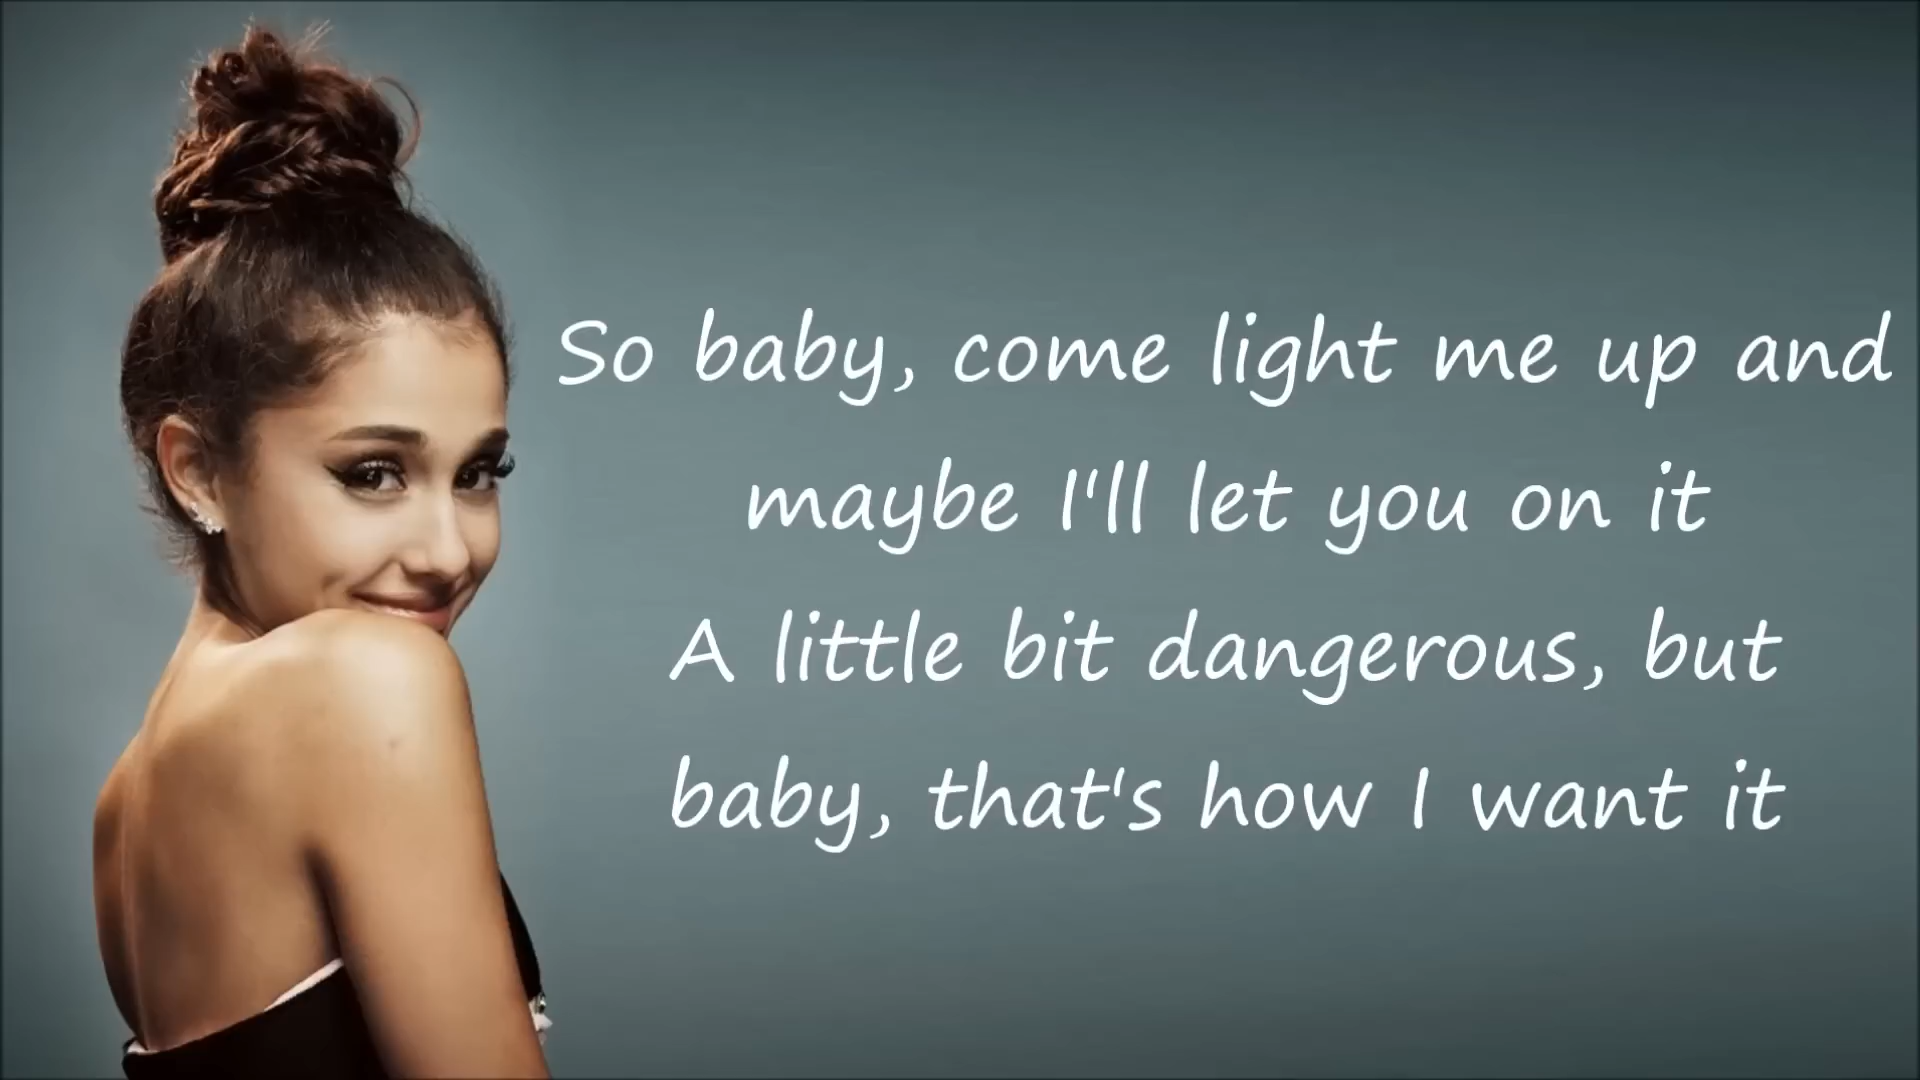 So baby, come light me up and
maybe I'll let you on it
A little bit dangerous, but
baby, that's how I want it